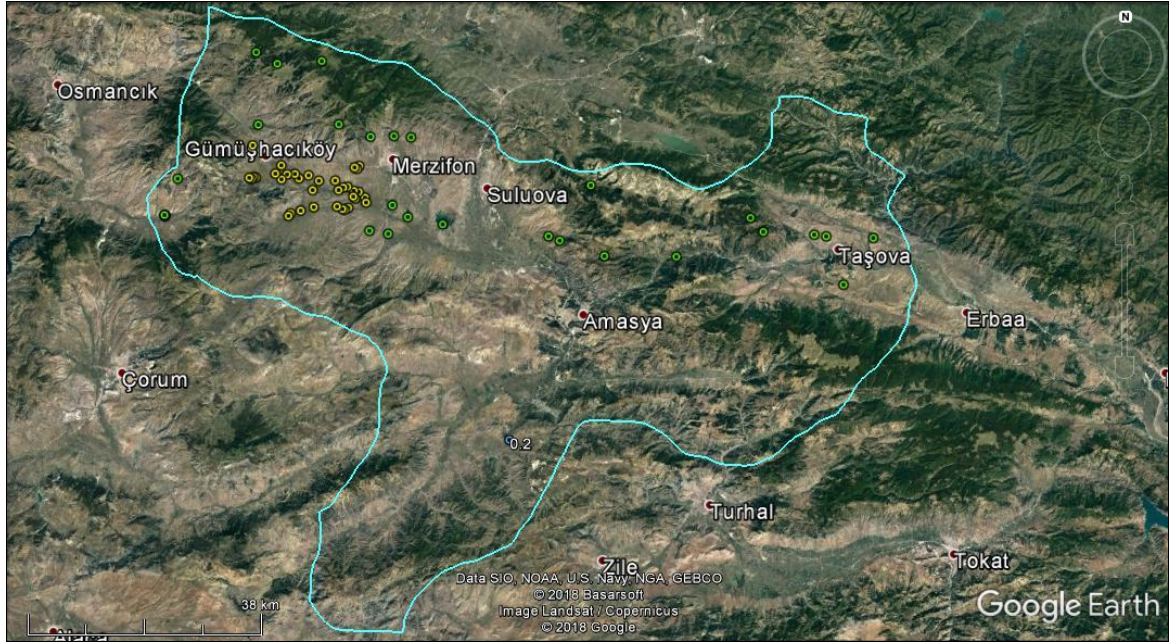 N
Osmancık
Gümüşhacıköy
Merzifon
Suluova
Taşova
Erbaa
Amasya
Çorum
0.2
Turhal
Zile
Tokat
Data SIO, NOAA, U.S. Navy, NGA, GEBCO
© 2018 Basarsoft
Image Landsat / Copernicus
© 2018 Google
38 km
Google Earth